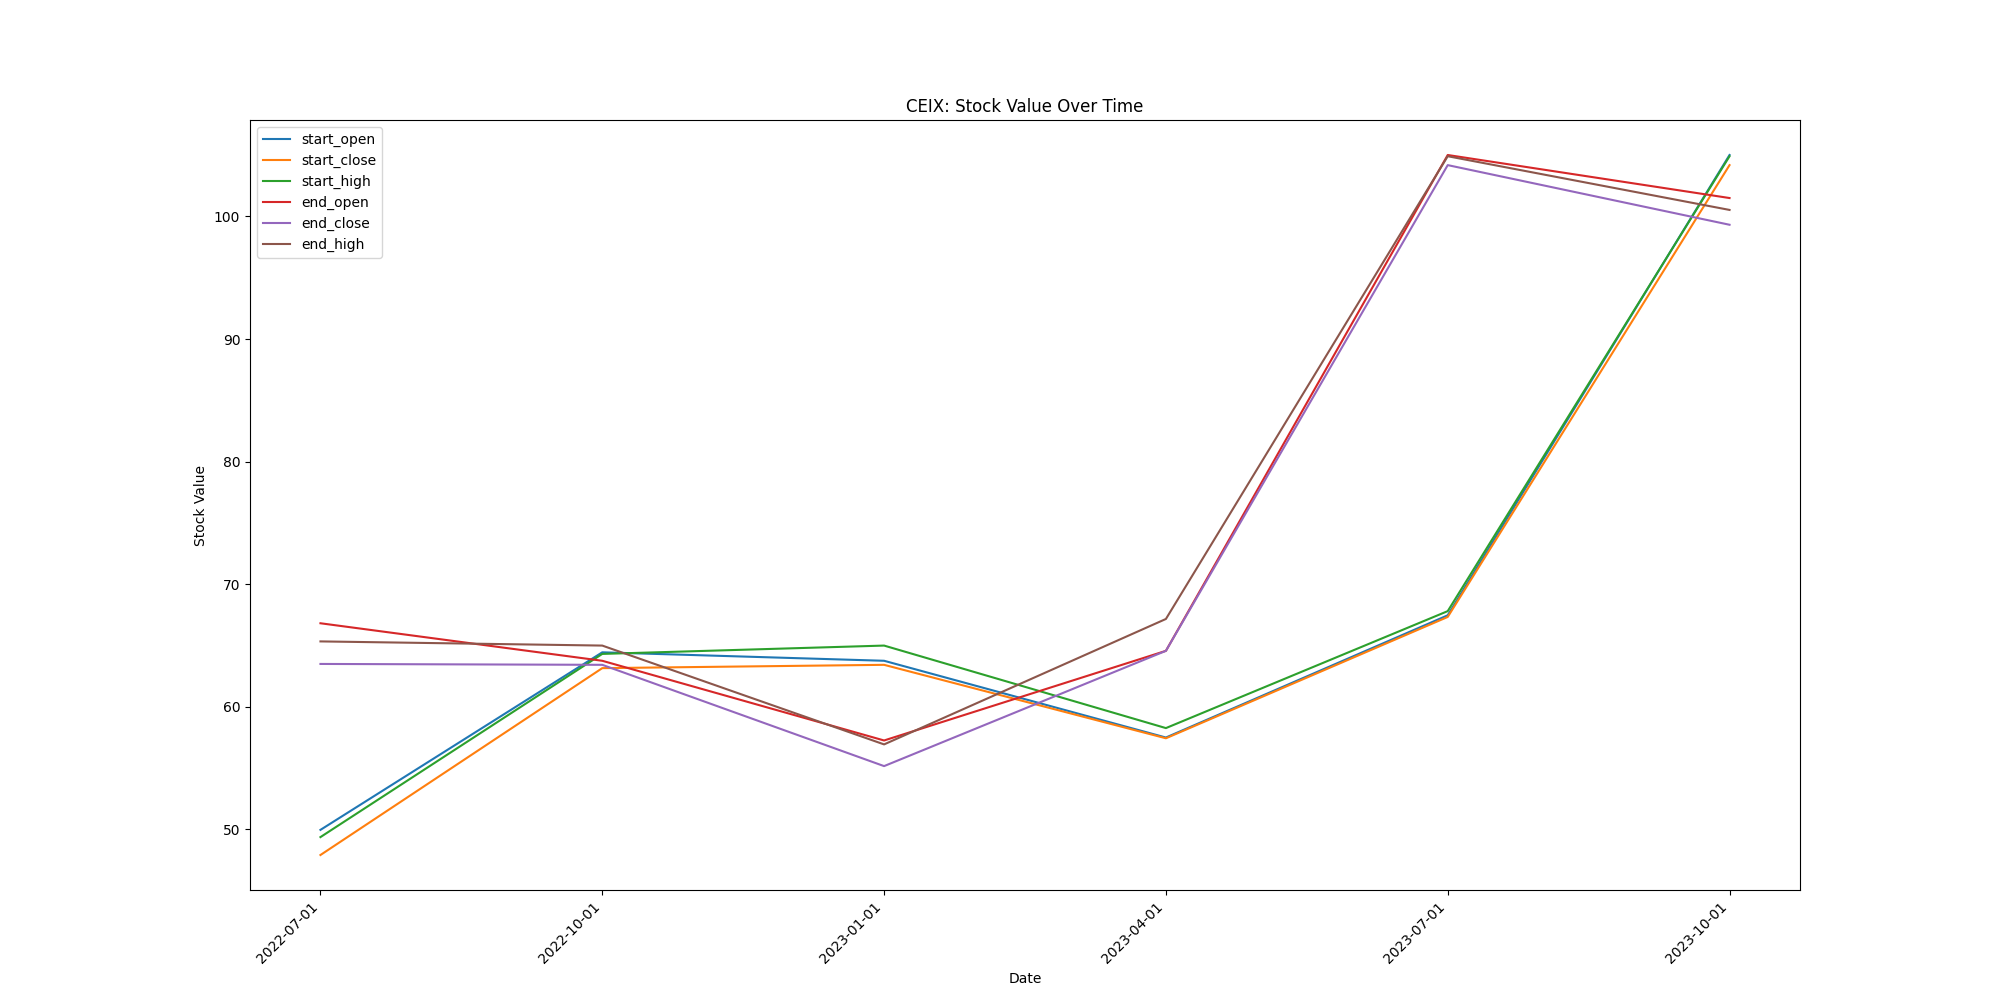 CEIX: Stock Value Over Time
start_open
start_close
start_high
end_open
end_close
end_high
Stock Value
100
90
80
70
60
50
2022-07-01
2022-10-01
2023-01-01
2023-04-01
2023-07-01
2023-10-01
Date